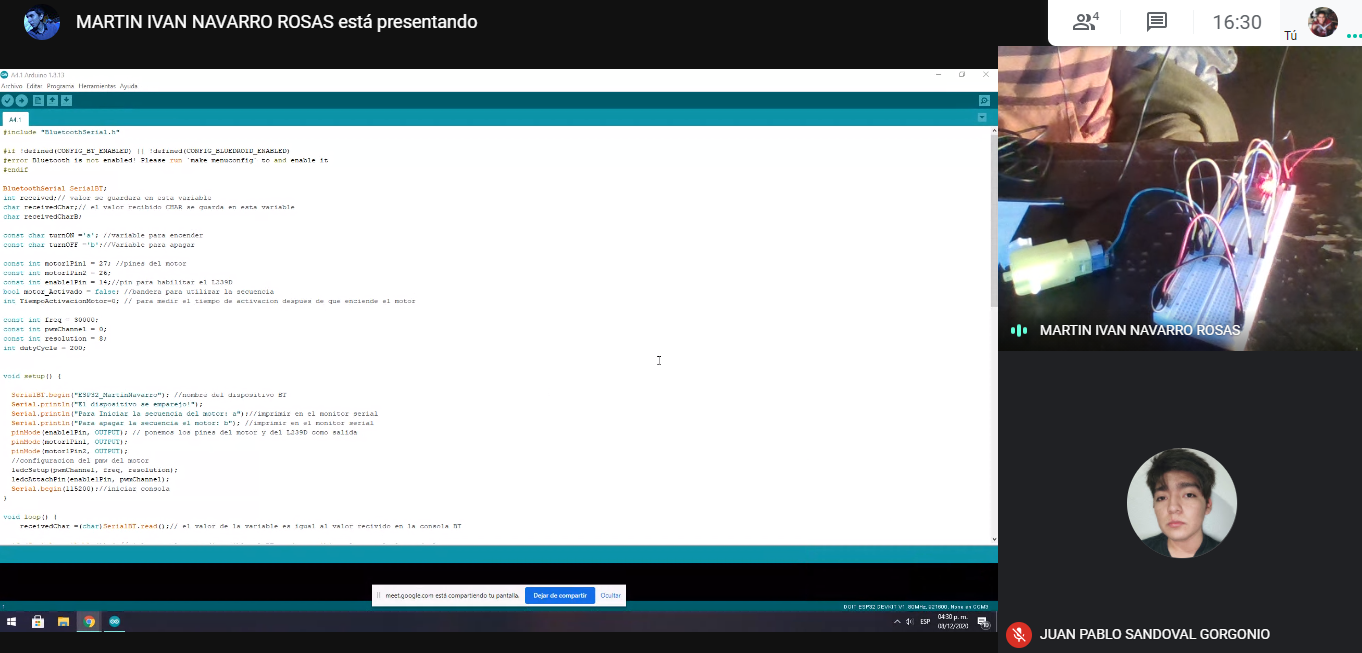 MARTIN IVAN NAVARRO ROSAS está presentando
4
16:30
Tú
A4.1 Arduino 1.8.13
Archivo Editar Programa Herramientas Ayuda
A4.1
#include "BluetoothSerial.h"
#if !defined(CONFIG_BT_ENABLED) || !defined(CONFIG_BLUEDROID_ENABLED)
#error Bluetooth is not enabled! Please run `make menuconfig` to and enable it
#endif
BluetoothSerial SerialBT;
int received;// valor se guardara en esta variable
char receivedChar;// el valor recibido CHAR se guarda en esta variable
char receivedCharB;
const char turnON ='a'; //variable para encender
const char turnOFF ='b';//Variable para apagar
const int motor1Pin1 = 27; //pines del motor
const int motor1Pin2 = 26;
const int enable1Pin = 14;//pin para habilitar el L239D
bool motor_Activado = false; //bandera para utilizar la secuencia
int TiempoActivacionMotor=0; // para medir el tiempo de activacion despues de que enciende el motor
const int freq = 30000;
const int pwmChannel = 0;
const int resolution = 8;
int dutyCycle = 200;
void setup() {
SerialBT.begin("ESP32_MartinNavarro"); //nombre del dispositivo BT
Serial.println("El dispositivo se emparejo!");
Serial.println("Para Iniciar la secuencia del motor: a");//imprimir en el monitor serial
Serial.println("Para apagar la secuencia el motor: b"); //imprimir en el monitor serial
pinMode(enable1Pin, OUTPUT); // ponemos los pines del motor y del L239D como salida
pinMode(motor1Pin1, OUTPUT);
pinMode(motor1Pin2, OUTPUT);
//configuracion del pwm del motor
ledcSetup(pwmChannel, freq, resolution);
ledcAttachPin(enable1Pin, pwmChannel);
Serial.begin(115200);//iniciar consola
}
void loop() {
receivedChar =(char)SerialBT.read();// el valor de la variable es igual al valor recivido en la consola BT
meet.google.com está compartiendo tu pantalla.
Dejar de compartir
Ocultar
ESP
04:30 p. m.
08/12/2020
MARTIN IVAN NAVARRO ROSAS
JUAN PABLO SANDOVAL GORGONIO